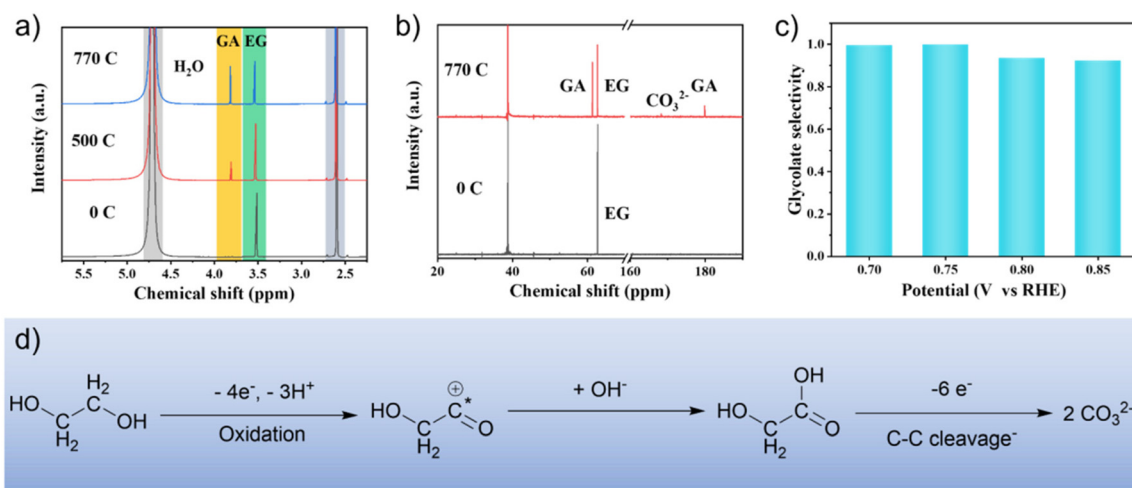 a)
GA EG
770 C
H₂O
500 C
0 C
Intensity (a.u.)
5.5 5.0 4.5 4.0 3.5 3.0 2.5
Chemical shift (ppm)
b)
770 C
GA EG CO₃²⁻ GA
0 C
EG
Intensity (a.u.)
20 40 60 160 180
Chemical shift (ppm)
c)
Glycolate selectivity
1.0
0.8
0.6
0.4
0.2
0.0
0.70 0.75 0.80 0.85
Potential (V vs RHE)
d)
H₂
HO C C OH
H₂
- 4e⁻, - 3H⁺
Oxidation
⊕
HO C C* O
H₂
+ OH⁻
OH
HO C C O
H₂
-6 e⁻
C-C cleavage⁻
2 CO₃²⁻